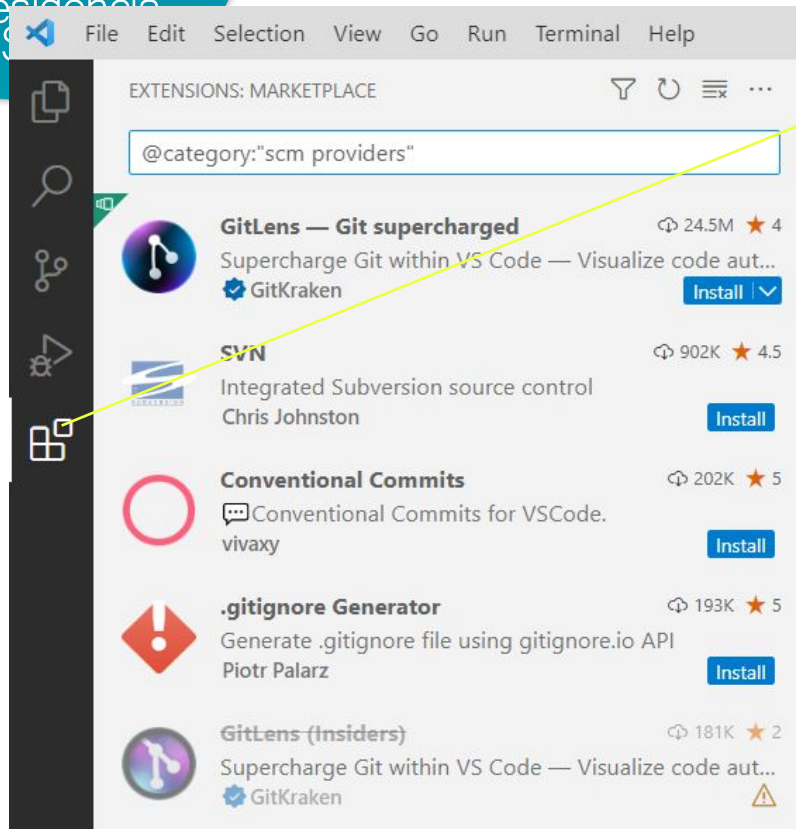 File Edit Selection View Go Run Terminal Help
EXTENSIONS: MARKETPLACE
@category:"scm providers"
GitLens — Git supercharged 24.5M ★ 4
Supercharge Git within VS Code — Visualize code aut...
GitKraken Install
SVN 902K ★ 4.5
Integrated Subversion source control
SUBVERSION
Chris Johnston Install
Conventional Commits 202K ★ 5
💬Conventional Commits for VSCode.
vivaxy Install
.gitignore Generator 193K ★ 5
Generate .gitignore file using gitignore.io API
Piotr Palarz Install
GitLens (Insiders) 181K ★ 2
Supercharge Git within VS Code — Visualize code aut...
GitKraken